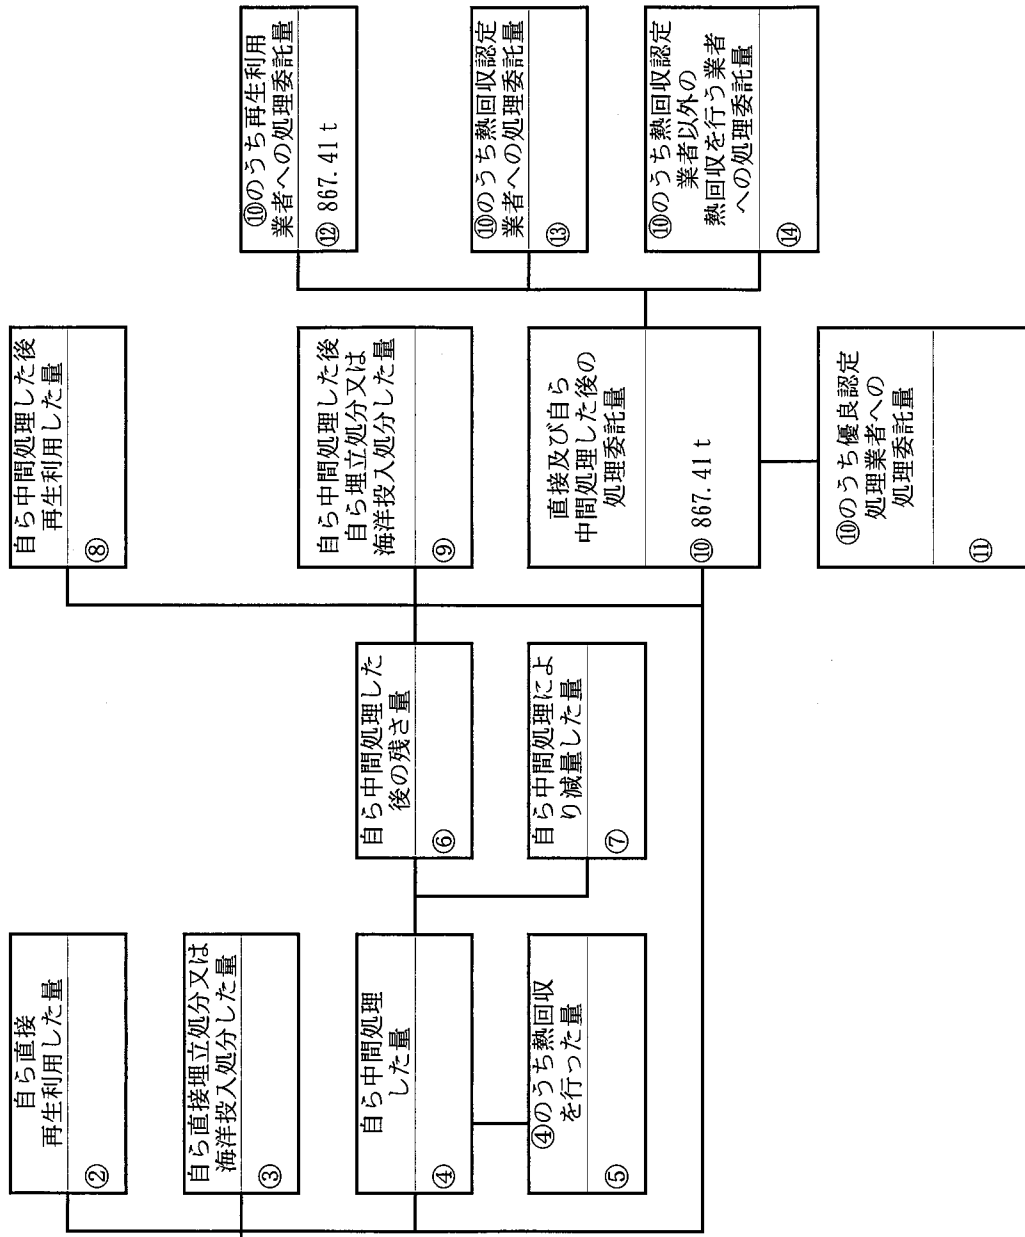 自ら直接
再生利用した量
②
自ら直接埋立処分又は
海洋投入処分した量
③
自ら中間処理
した量
④
④のうち熱回収
を行った量
⑤
自ら中間処理した
後の残さ量
⑥
自ら中間処理によ
り減量した量
⑦
自ら中間処理した後
再生利用した量
⑧
自ら中間処理した後
自ら埋立処分又は
海洋投入処分した量
⑨
直接及び自ら
中間処理した後の
処理委託量
⑩ 867.41t
⑩のうち優良認定
処理業者への
処理委託量
⑪
⑩のうち再生利用
業者への処理委託量
⑫ 867.41t
⑩のうち熱回収認定
業者への処理委託量
⑬
⑩のうち熱回収認定
業者以外の
熱回収を行う業者
への処理委託量
⑭